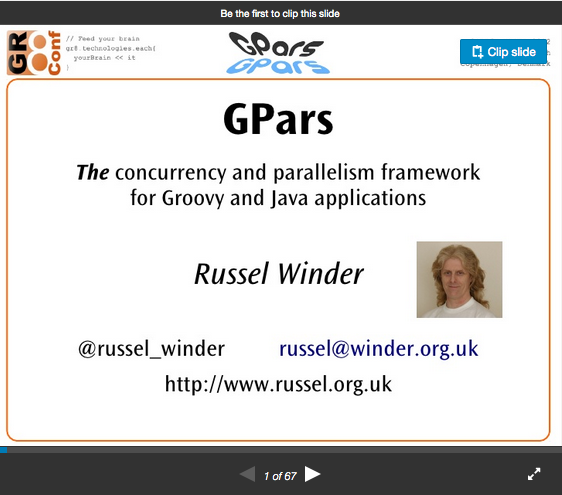 Be the first to clip this slide
GR8 Conf
// Feed your brain
gr8.technologies.each{
yourBrain << it
}
GPars
Clip slide
Copenhagen, Denmark
GPars
The concurrency and parallelism framework
for Groovy and Java applications
Russel Winder
@russel_winder
russel@winder.org.uk
http://www.russel.org.uk
1 of 67